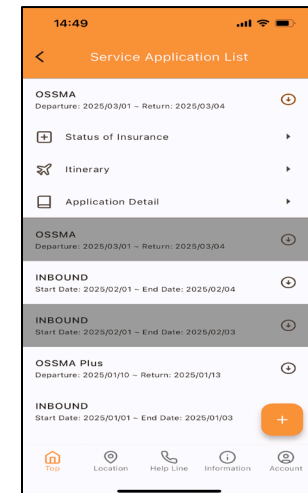 14:49
Service Application List
OSSMA
Departure: 2025/03/01 ~ Return: 2025/03/04
Status of Insurance
Itinerary
Application Detail
OSSMA
Departure: 2025/03/01 ~ Return: 2025/03/04
INBOUND
Start Date: 2025/02/01 ~ End Date: 2025/02/04
INBOUND
Start Date: 2025/02/01 ~ End Date: 2025/02/03
OSSMA Plus
Departure: 2025/01/10 ~ Return: 2025/01/13
INBOUND
Start Date: 2025/01/01 ~ End Date: 2025/01/03
Top Location Help Line Information Account